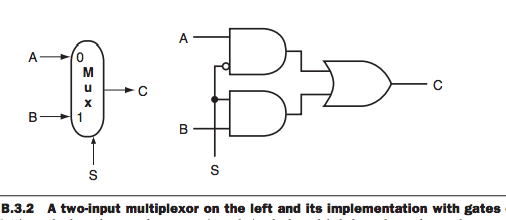 A
0
M
u
x
C
B
1
S
A
B
S
C
B.3.2 A two-input multiplexor on the left and its implementation with gates